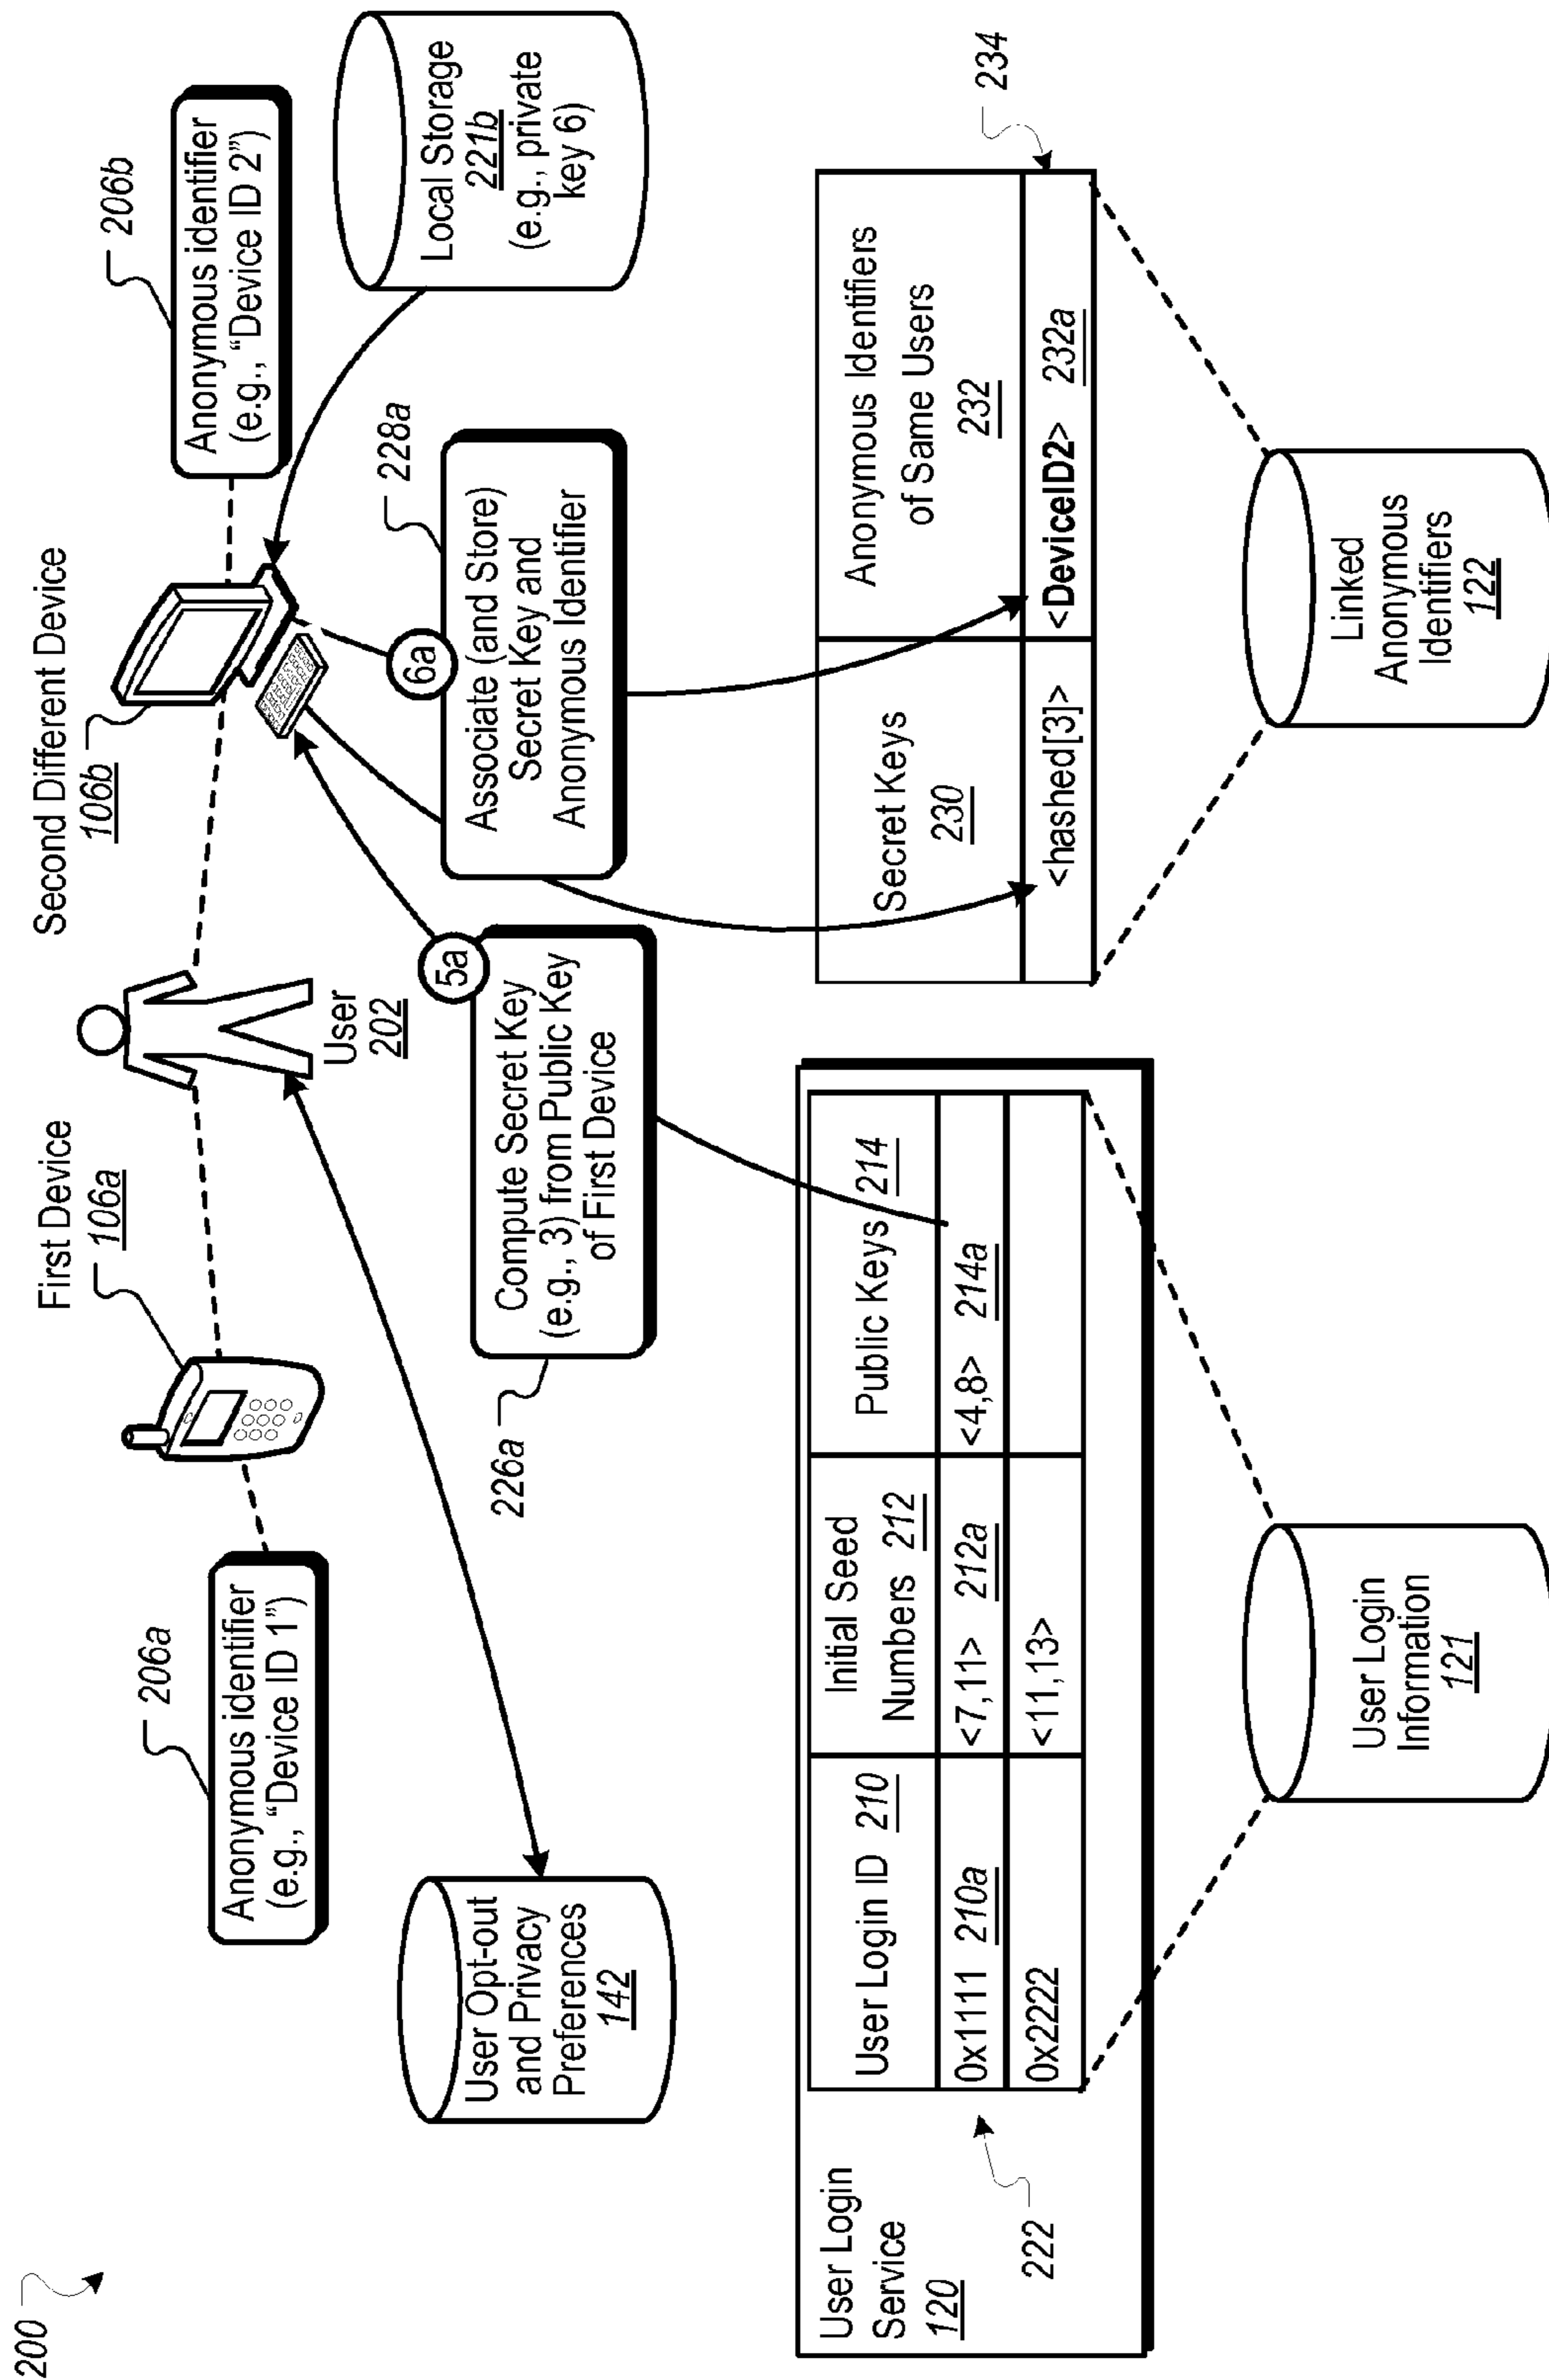 200
First Device
106a
Second Different Device
106b
206a
Anonymous identifier
(e.g., “Device ID 1”)
User
202
206b
Anonymous identifier
(e.g., “Device ID 2”)
User Opt-out
and Privacy
Preferences
142
226a
5a
Compute Secret Key
(e.g., 3) from Public Key
of First Device
6a
228a
Associate (and Store)
Secret Key and
Anonymous Identifier
Local Storage
221b
(e.g., private
key 6)
User Login
Service
120
222
User Login ID 210
Initial Seed
Numbers 212
Public Keys 214
0x1111 210a
<7,11> 212a
<4,8> 214a
0x2222
<11,13>
Secret Keys
230
Anonymous Identifiers
of Same Users
232
<hashed[3]>
<DeviceID2> 232a
234
User Login
Information
121
Linked
Anonymous
Identifiers
122